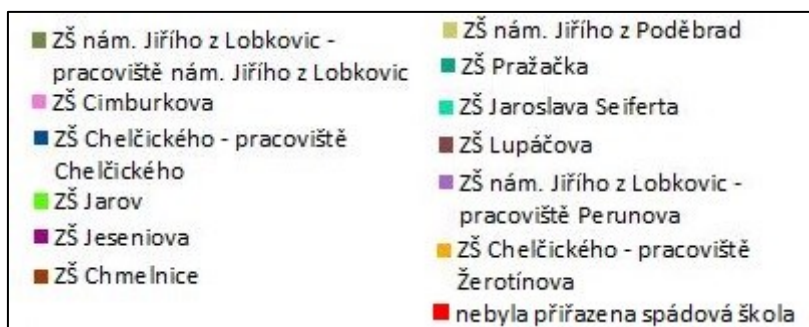 ZŠ nám. Jiřího z Lobkovic -
pracoviště nám. Jiřího z Lobkovic
ZŠ Cimburkova
ZŠ Chelčického - pracoviště
Chelčického
ZŠ Jarov
ZŠ Jeseniova
ZŠ Chmelnice
ZŠ nám. Jiřího z Poděbrad
ZŠ Pražačka
ZŠ Jaroslava Seiferta
ZŠ Lupáčova
ZŠ nám. Jiřího z Lobkovic -
pracoviště Perunova
ZŠ Chelčického - pracoviště
Žerotínova
nebyla přiřazena spádová škola